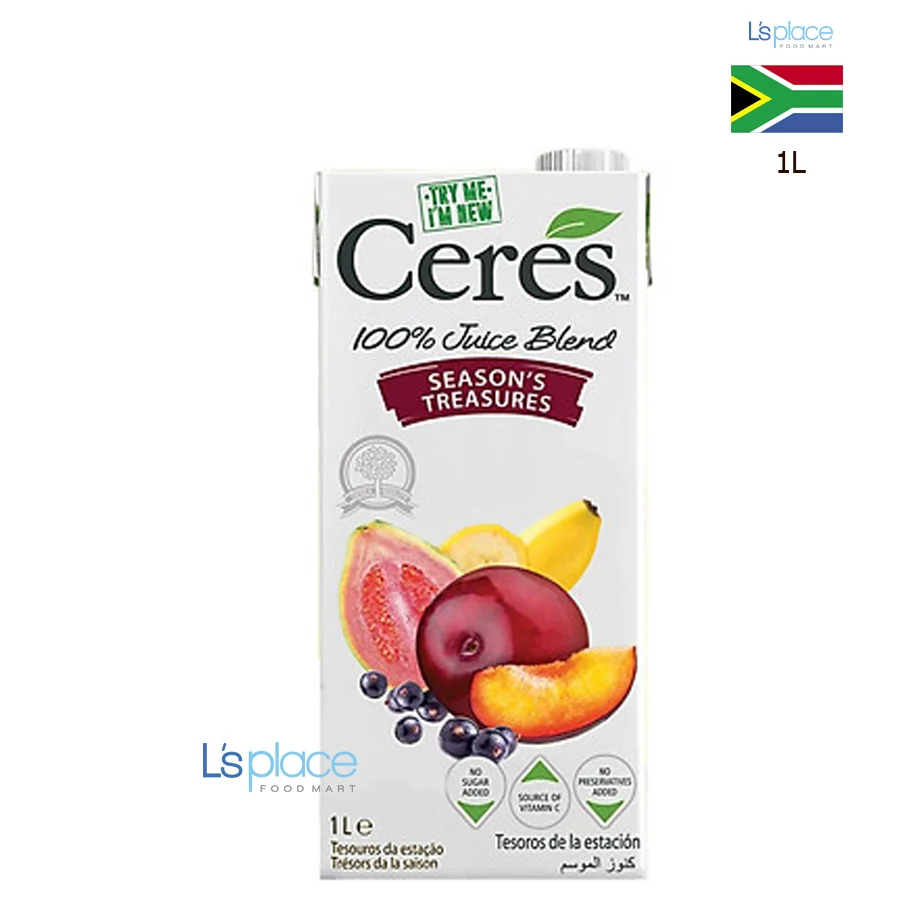 L's place
FOOD MART
1L
·TRY ME·
I'M NEW
Ceres™
100% Juice Blend
SEASON'S
TREASURES
NO
SUGAR
ADDED
SOURCE OF
VITAMIN C
NO
PRESERVATIVES
ADDED
L's place
FOOD MART
1L℮
Tesouros da estação
Trésors da la saison
Tesoros de la estación
كنوز الموسم